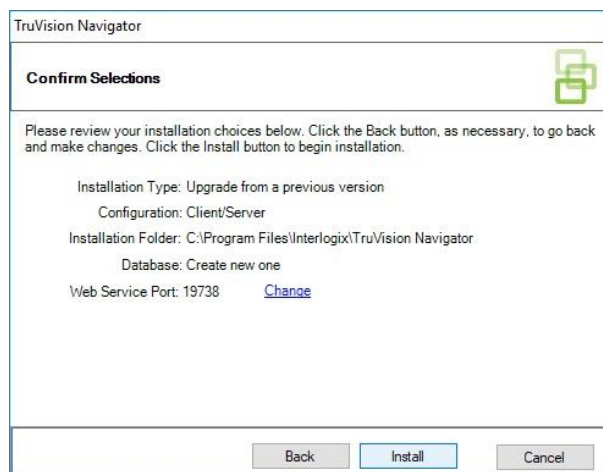 TruVision Navigator
Confirm Selections
Please review your installation choices below. Click the Back button, as necessary, to go back
and make changes. Click the Install button to begin installation.
Installation Type: Upgrade from a previous version
Configuration: Client/Server
Installation Folder: C:\Program Files\Interlogix\TruVision Navigator
Database: Create new one
Web Service Port: 19738 Change
Back Install Cancel